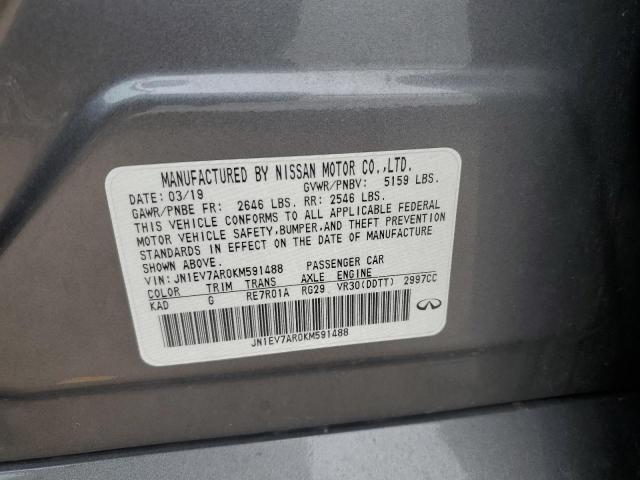 MANUFACTURED BY NISSAN MOTOR CO.,LTD.
DATE: 03/19 GVWR/PNBV: 5159 LBS.
GAWR/PNBE FR: 2646 LBS. RR: 2546 LBS.
THIS VEHICLE CONFORMS TO ALL APPLICABLE FEDERAL
MOTOR VEHICLE SAFETY,BUMPER,AND THEFT PREVENTION
STANDARDS IN EFFECT ON THE DATE OF MANUFACTURE
SHOWN ABOVE.
VIN: JN1EV7AR0KM591488 PASSENGER CAR
COLOR TRIM TRANS AXLE ENGINE
KAD G RE7R01A RG29 VR30(DDTT) 2997CC
JN1EV7AR0KM591488